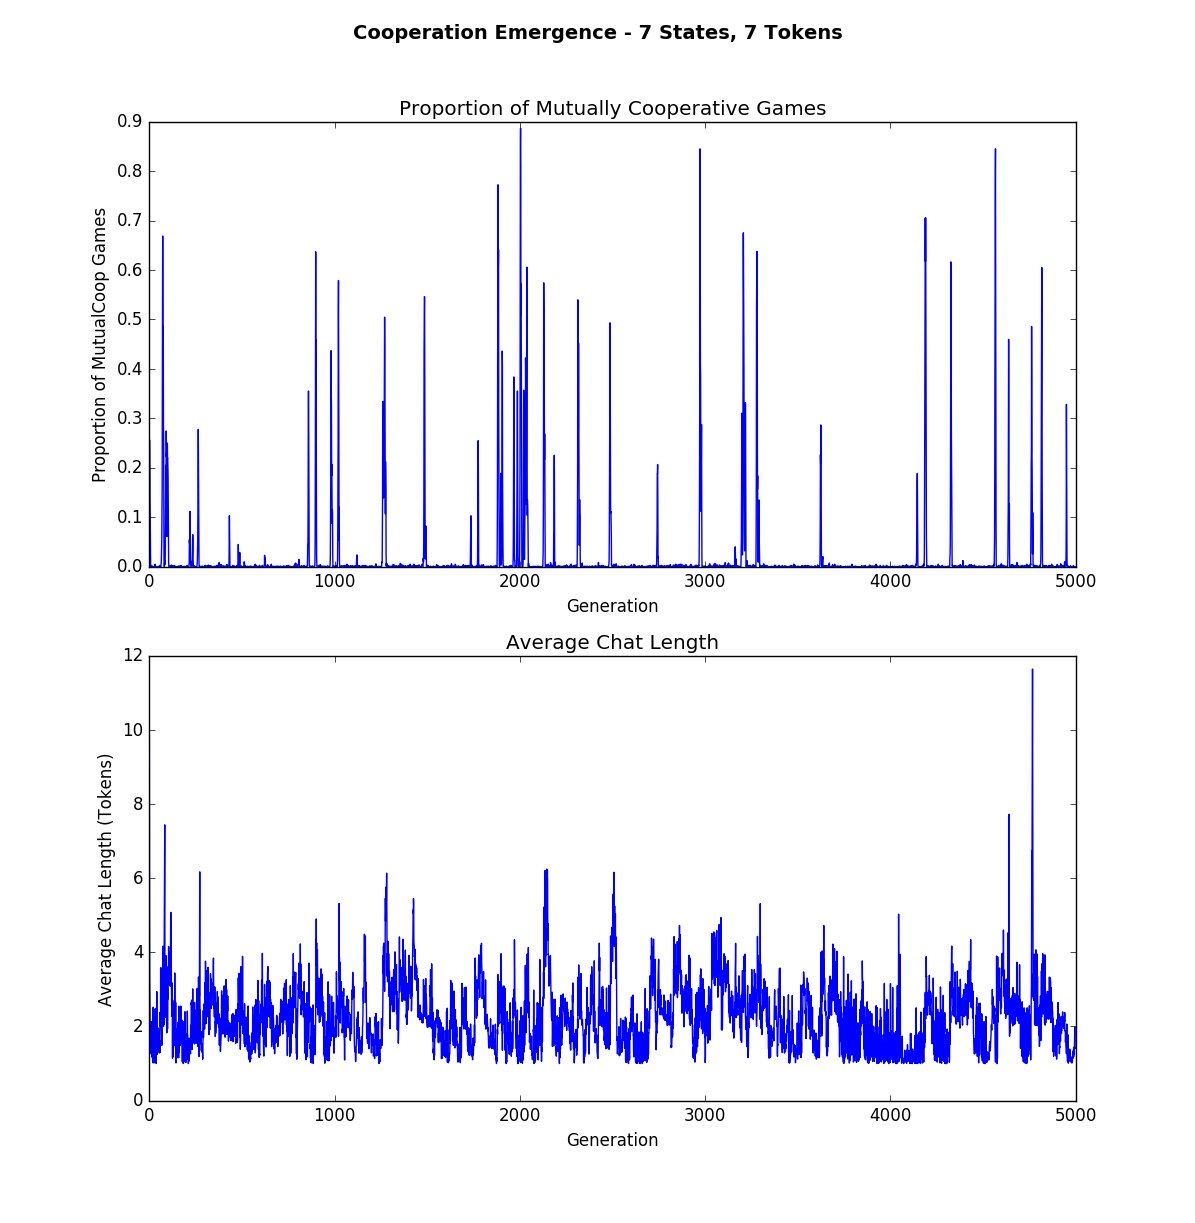 Cooperation Emergence - 7 States, 7 Tokens
Proportion of Mutually Cooperative Games
Proportion of MutualCoop Games
0.9
0.8
0.7
0.6
0.5
0.4
0.3
0.2
0.1
0.0
0 1000 2000 3000 4000 5000
Generation
Average Chat Length
Average Chat Length (Tokens)
12
10
8
6
4
2
0
0 1000 2000 3000 4000 5000
Generation